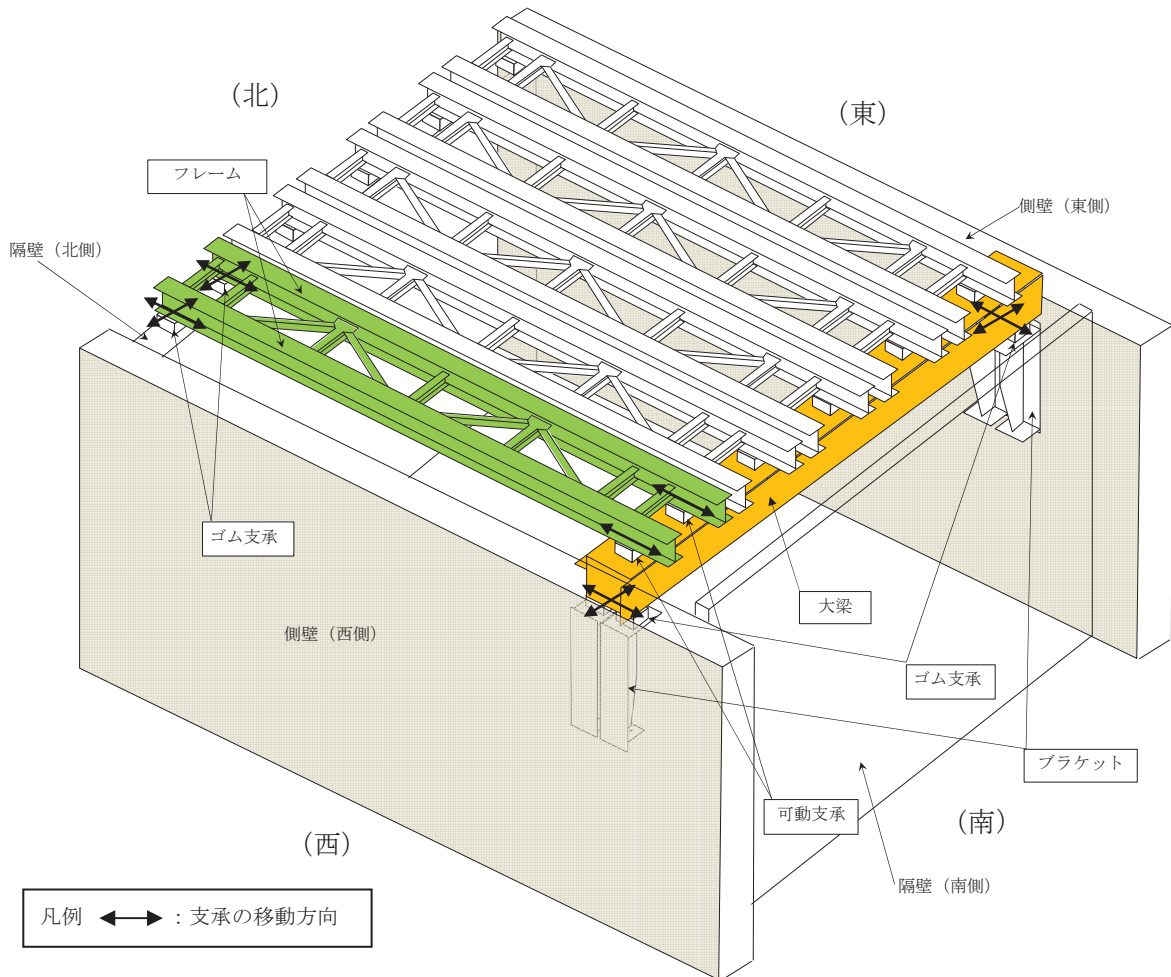 （北）
（東）
フレーム
側壁（東側）
隔壁（北側）
ゴム支承
大梁
側壁（西側）
ゴム支承
ブラケット
可動支承
（南）
（西）
隔壁（南側）
凡例 ：支承の移動方向